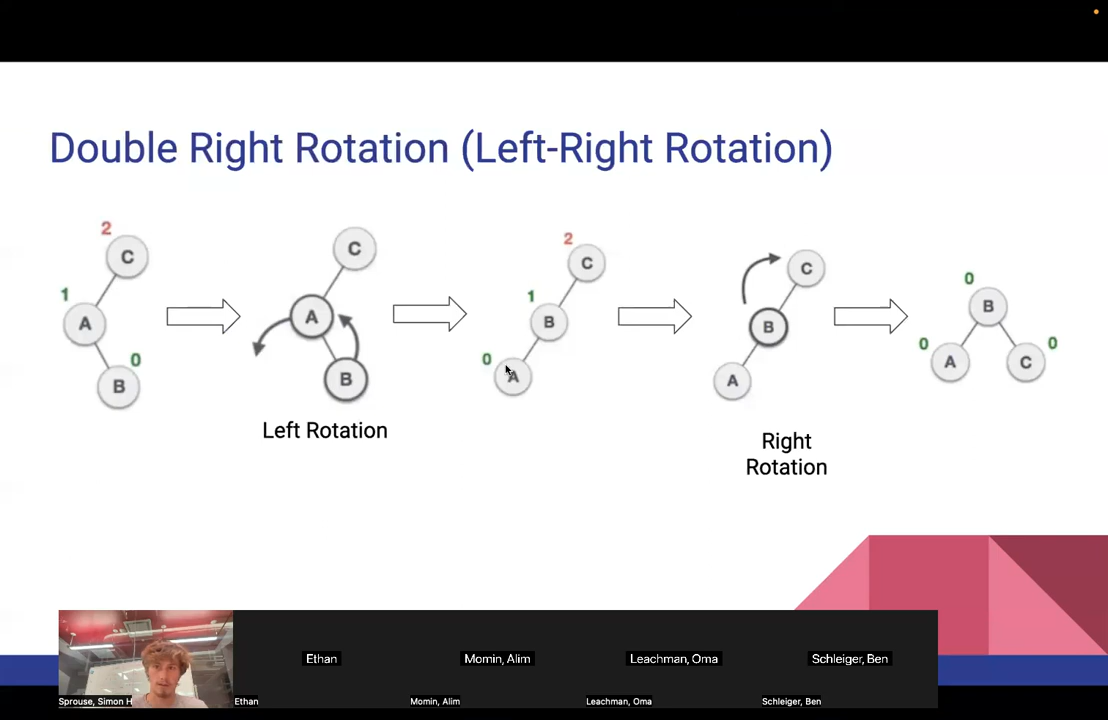 Double Right Rotation (Left-Right Rotation)
2
C
1
A
0
B
C
A
B
Left Rotation
2
C
1
B
0
A
C
B
A
Right
Rotation
0
B
0
A
0
C
Sprouse, Simon H
Ethan
Ethan
Momin, Alim
Momin, Alim
Leachman, Oma
Leachman, Oma
Schleiger, Ben
Schleiger, Ben